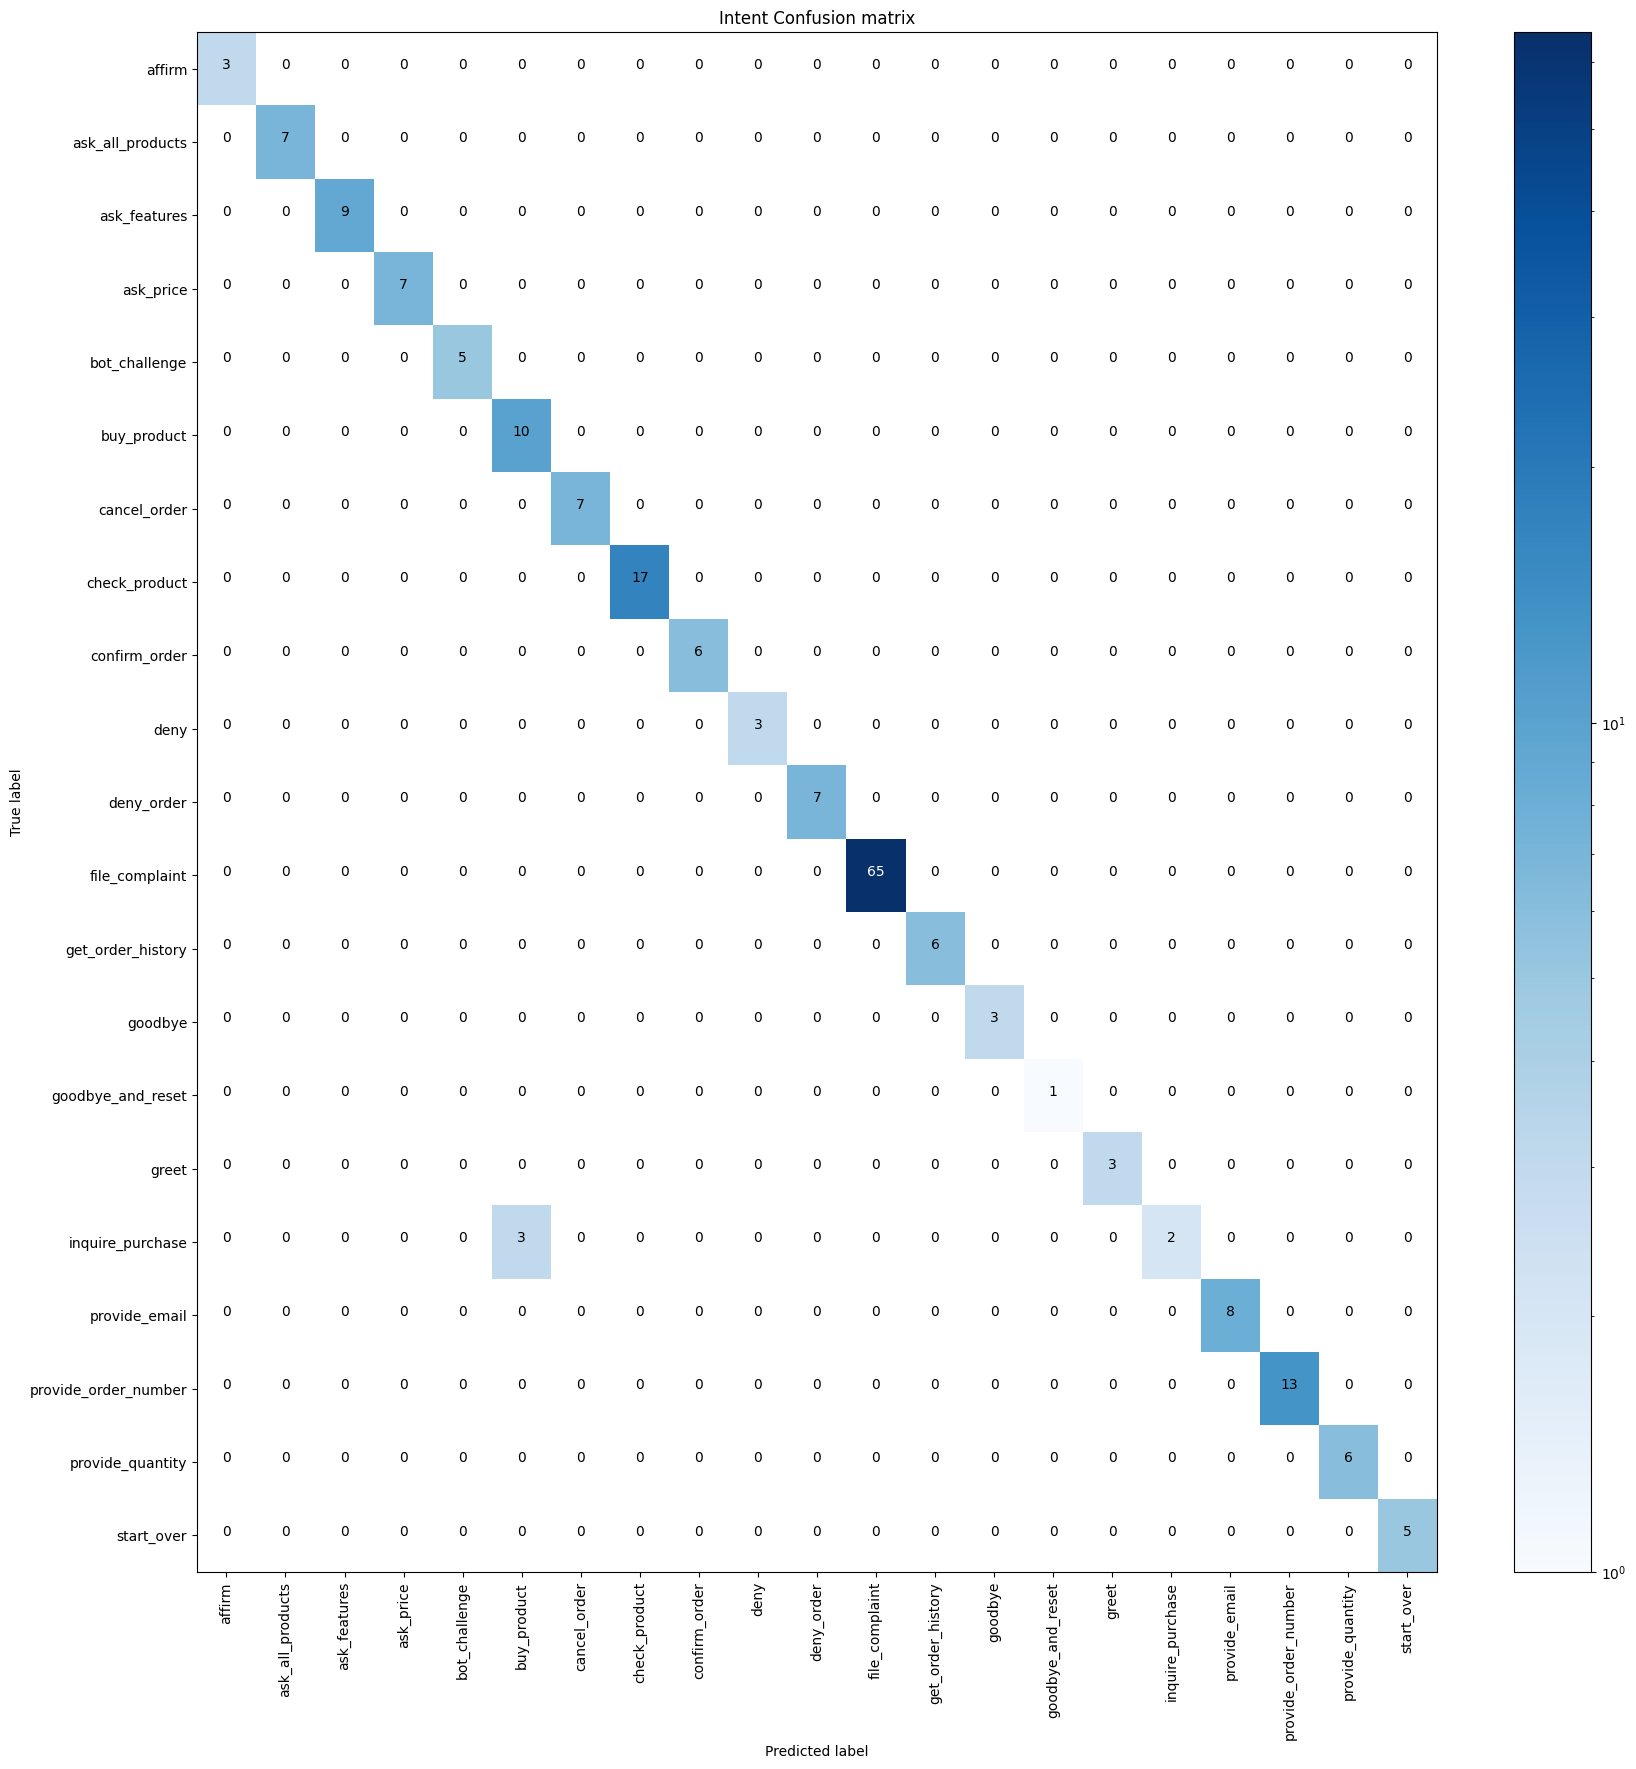 Intent Confusion matrix
affirm 3 0 0 0 0 0 0 0 0 0 0 0 0 0 0 0 0 0 0 0 0
ask_all_products 0 7 0 0 0 0 0 0 0 0 0 0 0 0 0 0 0 0 0 0 0
ask_features 0 0 9 0 0 0 0 0 0 0 0 0 0 0 0 0 0 0 0 0 0
ask_price 0 0 0 7 0 0 0 0 0 0 0 0 0 0 0 0 0 0 0 0 0
bot_challenge 0 0 0 0 5 0 0 0 0 0 0 0 0 0 0 0 0 0 0 0 0
buy_product 0 0 0 0 0 10 0 0 0 0 0 0 0 0 0 0 0 0 0 0 0
cancel_order 0 0 0 0 0 0 7 0 0 0 0 0 0 0 0 0 0 0 0 0 0
check_product 0 0 0 0 0 0 0 17 0 0 0 0 0 0 0 0 0 0 0 0 0
confirm_order 0 0 0 0 0 0 0 0 6 0 0 0 0 0 0 0 0 0 0 0 0
deny 0 0 0 0 0 0 0 0 0 3 0 0 0 0 0 0 0 0 0 0 0
deny_order 0 0 0 0 0 0 0 0 0 0 7 0 0 0 0 0 0 0 0 0 0
file_complaint 0 0 0 0 0 0 0 0 0 0 0 65 0 0 0 0 0 0 0 0 0
get_order_history 0 0 0 0 0 0 0 0 0 0 0 0 6 0 0 0 0 0 0 0 0
goodbye 0 0 0 0 0 0 0 0 0 0 0 0 0 3 0 0 0 0 0 0 0
goodbye_and_reset 0 0 0 0 0 0 0 0 0 0 0 0 0 0 1 0 0 0 0 0 0
greet 0 0 0 0 0 0 0 0 0 0 0 0 0 0 0 3 0 0 0 0 0
inquire_purchase 0 0 0 0 0 3 0 0 0 0 0 0 0 0 0 0 2 0 0 0 0
provide_email 0 0 0 0 0 0 0 0 0 0 0 0 0 0 0 0 0 8 0 0 0
provide_order_number 0 0 0 0 0 0 0 0 0 0 0 0 0 0 0 0 0 0 13 0 0
provide_quantity 0 0 0 0 0 0 0 0 0 0 0 0 0 0 0 0 0 0 0 6 0
start_over 0 0 0 0 0 0 0 0 0 0 0 0 0 0 0 0 0 0 0 0 5
True label
affirm
ask_all_products
ask_features
ask_price
bot_challenge
buy_product
cancel_order
check_product
confirm_order
deny
deny_order
file_complaint
get_order_history
goodbye
goodbye_and_reset
greet
inquire_purchase
provide_email
provide_order_number
provide_quantity
start_over
Predicted label
10¹
10⁰